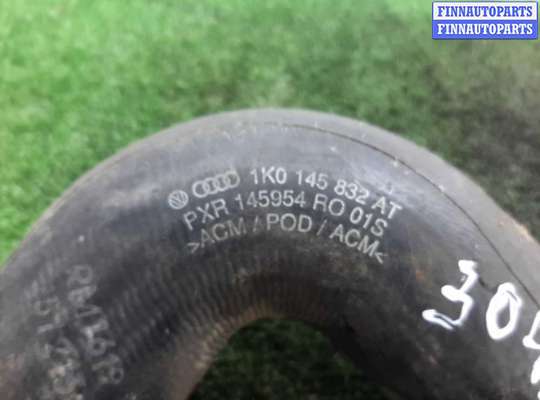 FINNAUTOPARTS
FINNAUTOPARTS
1K0 145 832 AT
PXR 145954 RO 01S
>ACM / POD / ACM<